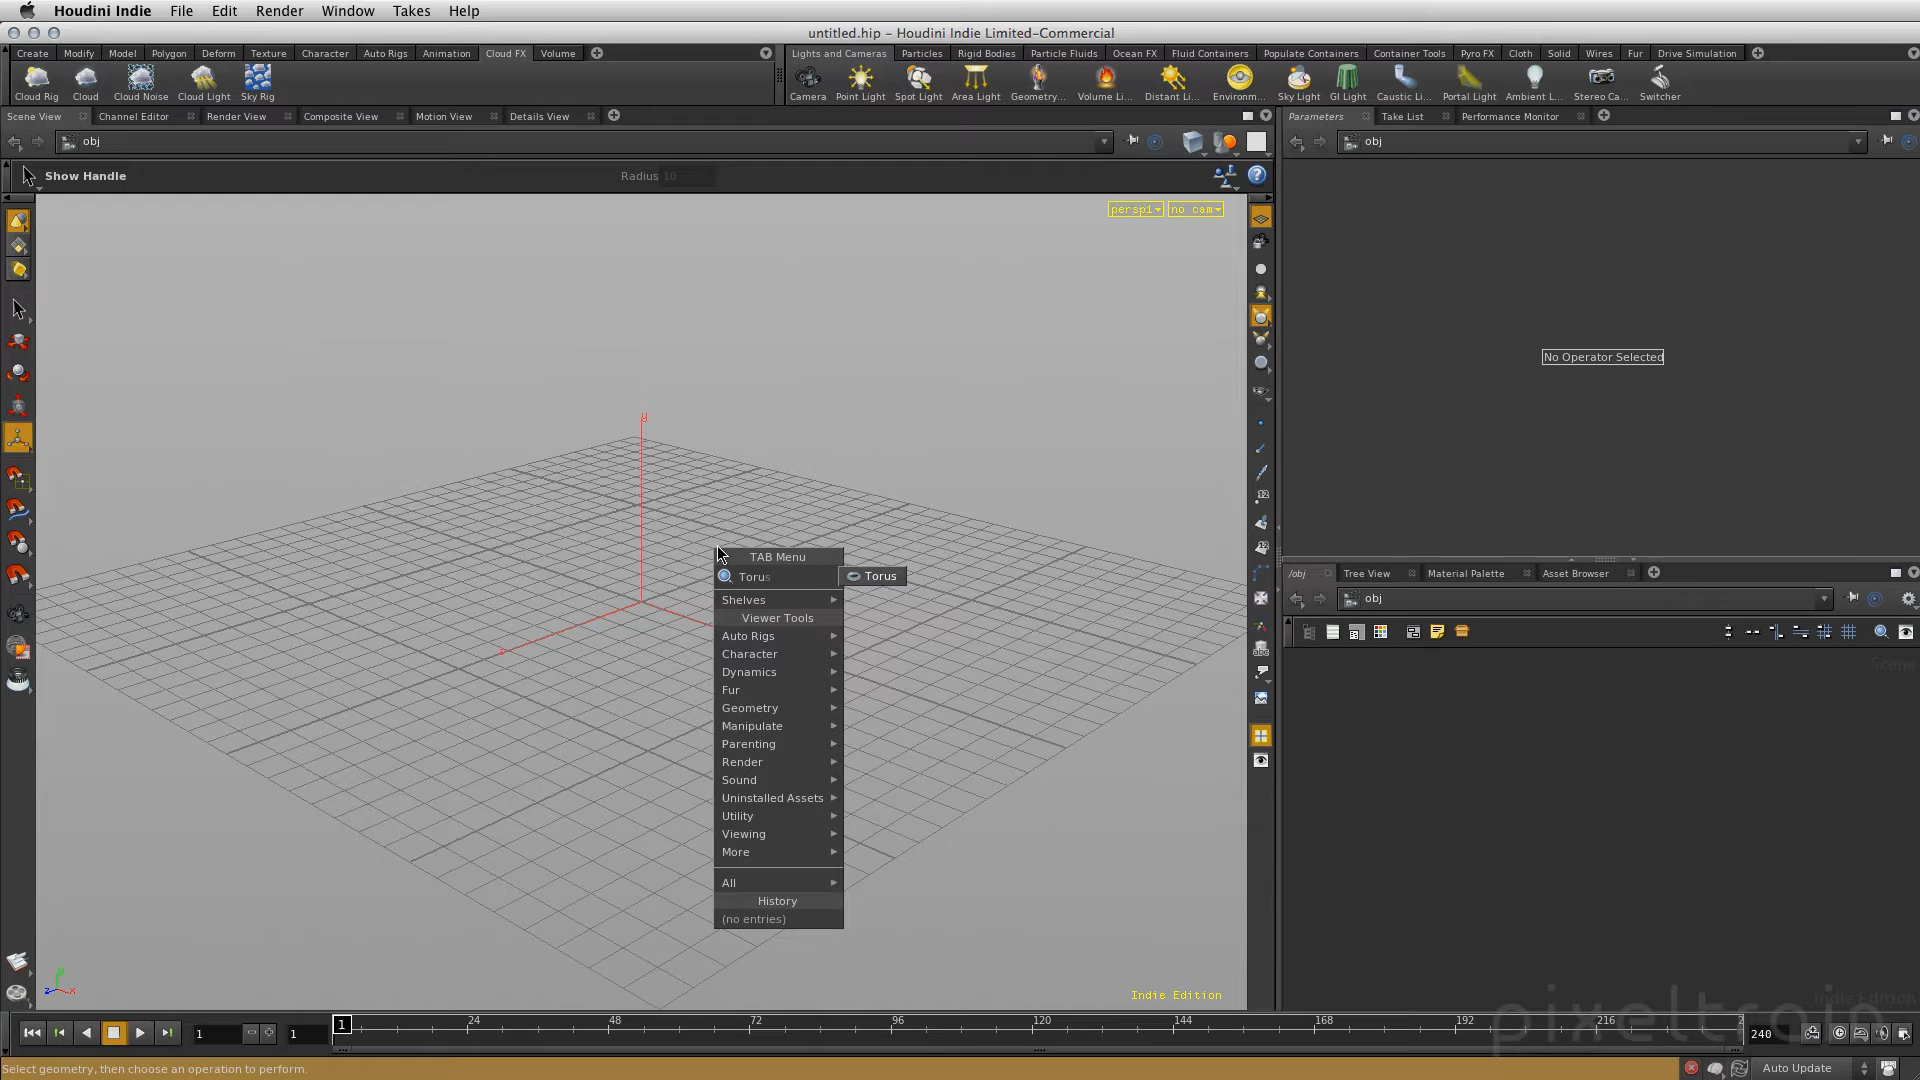 Houdini Indie File Edit Render Window Takes Help
untitled.hip – Houdini Indie Limited-Commercial
Create Modify Model Polygon Deform Texture Character Auto Rigs Animation Cloud FX Volume
Lights and Cameras Particles Rigid Bodies Particle Fluids Ocean FX Fluid Containers Populate Containers Container Tools Pyro FX Cloth Solid Wires Fur Drive Simulation
Cloud Rig Cloud Cloud Noise Cloud Light Sky Rig
Camera Point Light Spot Light Area Light Geometry... Volume Li... Distant Li... Environm... Sky Light GI Light Caustic Li... Portal Light Ambient L... Stereo Ca... Switcher
Scene View Channel Editor Render View Composite View Motion View Details View
Parameters Take List Performance Monitor
obj
obj
Show Handle
Radius 10
persp1 no cam
No Operator Selected
y
z
TAB Menu
Torus
Torus
Shelves
Viewer Tools
Auto Rigs
Character
Dynamics
Fur
Geometry
Manipulate
Parenting
Render
Sound
Uninstalled Assets
Utility
Viewing
More
All
History
(no entries)
/obj Tree View Material Palette Asset Browser
obj
Scene
y
z x
Indie Edition
Indie Edition
pixeltrain
1 1 1 24 48 72 96 120 144 168 192 216 2 240
Select geometry, then choose an operation to perform.
Auto Update